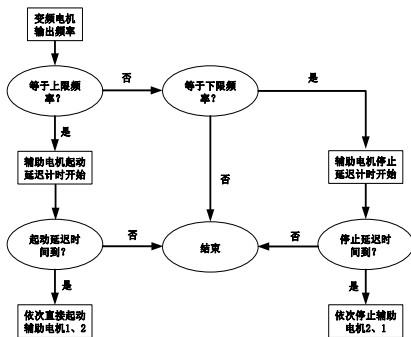 变频电机
输出频率
等于上限频
率?
否
等于下限频
率?
是
是
否
辅助电机起动
延迟计时开始
辅助电机停止
延迟计时开始
起动延迟时
间到?
否
结束
否
停止延迟时
间到?
是
是
依次直接起动
辅助电机1、2
依次停止辅助
电机2、1